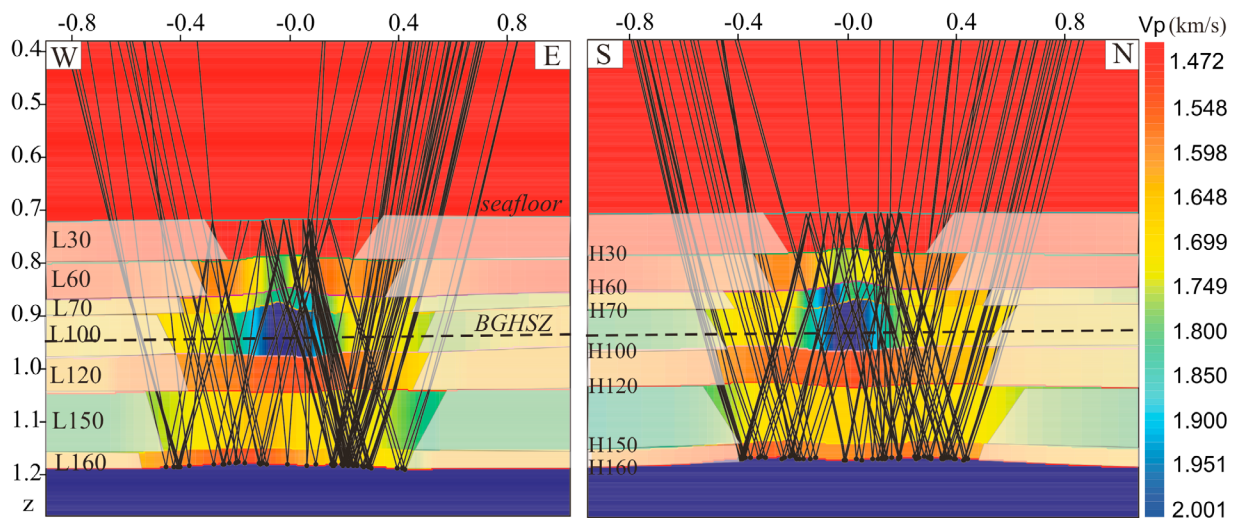 -0.8 -0.4 -0.0 0.4 -0.8 -0.4 -0.0 0.4 0.8 Vp (km/s)
0.4 W E S N 1.472
0.5 1.548
0.6 1.598
0.7 seafloor 1.648
L30 H30 1.699
0.8 L60 H60 1.749
L70 H70
0.9 L100 BGHSZ 1.800
1.0 H100 1.850
L120 H120
1.1 L150 1.900
H150
L160 H160 1.951
1.2
z 2.001